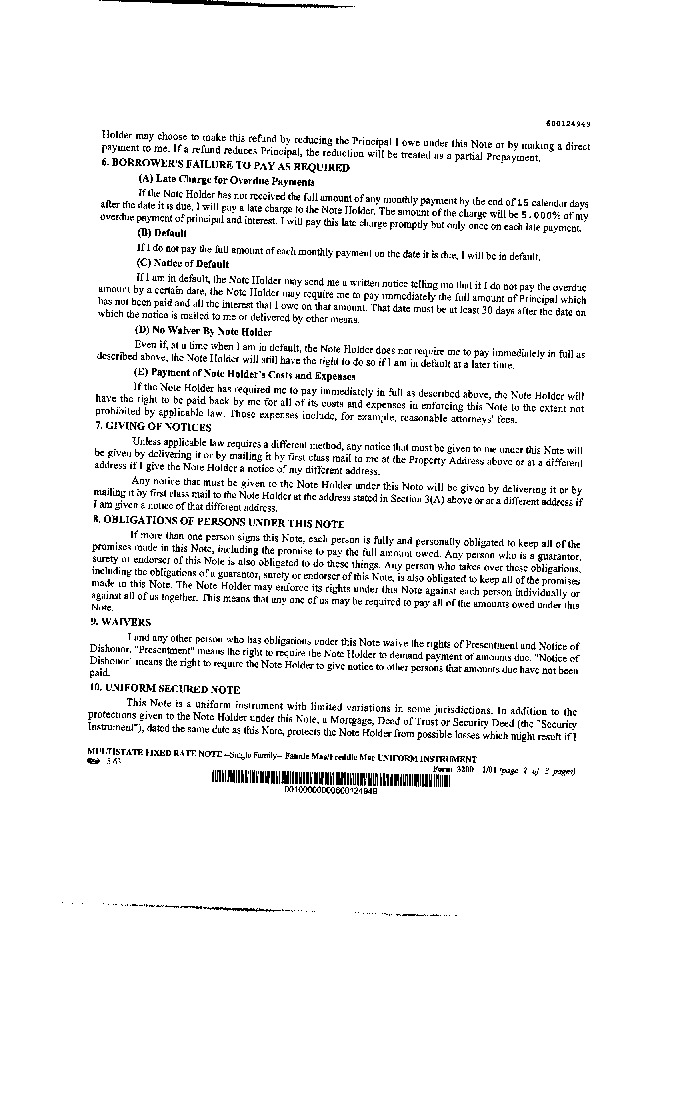 600124949
Holder may choose to make this refund by reducing the Principal I owe under this Note or by making a direct
payment to me. If a refund reduces Principal, the reduction will be treated as a partial Prepayment.
6. BORROWER'S FAILURE TO PAY AS REQUIRED
(A) Late Charge for Overdue Payments
If the Note Holder has not received the full amount of any monthly payment by the end of 15 calendar days
after the date it is due, I will pay a late charge to the Note Holder. The amount of the charge will be 5.000% of my
overdue payment of principal and interest. I will pay this late charge promptly but only once on each late payment.
(B) Default
If I do not pay the full amount of each monthly payment on the date it is due, I will be in default.
(C) Notice of Default
If I am in default, the Note Holder may send me a written notice telling me that if I do not pay the overdue
amount by a certain date, the Note Holder may require me to pay immediately the full amount of Principal which
has not been paid and all the interest that I owe on that amount. That date must be at least 30 days after the date on
which the notice is mailed to me or delivered by other means.
(D) No Waiver By Note Holder
Even if, at a time when I am in default, the Note Holder does not require me to pay immediately in full as
described above, the Note Holder will still have the right to do so if I am in default at a later time.
(E) Payment of Note Holder's Costs and Expenses
If the Note Holder has required me to pay immediately in full as described above, the Note Holder will
have the right to be paid back by me for all of its costs and expenses in enforcing this Note to the extent not
prohibited by applicable law. Those expenses include, for example, reasonable attorneys' fees.
7. GIVING OF NOTICES
Unless applicable law requires a different method, any notice that must be given to me under this Note will
be given by delivering it or by mailing it by first class mail to me at the Property Address above or at a different
address if I give the Note Holder a notice of my different address.
Any notice that must be given to the Note Holder under this Note will be given by delivering it or by
mailing it by first class mail to the Note Holder at the address stated in Section 3(A) above or at a different address if
I am given a notice of that different address.
8. OBLIGATIONS OF PERSONS UNDER THIS NOTE
If more than one person signs this Note, each person is fully and personally obligated to keep all of the
promises made in this Note, including the promise to pay the full amount owed. Any person who is a guarantor,
surety or endorser of this Note is also obligated to do these things. Any person who takes over these obligations,
including the obligations of a guarantor, surety or endorser of this Note, is also obligated to keep all of the promises
made in this Note. The Note Holder may enforce its rights under this Note against each person individually or
against all of us together. This means that any one of us may be required to pay all of the amounts owed under this
Note.
9. WAIVERS
I and any other person who has obligations under this Note waive the rights of Presentment and Notice of
Dishonor. "Presentment" means the right to require the Note Holder to demand payment of amounts due. "Notice of
Dishonor" means the right to require the Note Holder to give notice to other persons that amounts due have not been
paid.
10. UNIFORM SECURED NOTE
This Note is a uniform instrument with limited variations in some jurisdictions. In addition to the
protections given to the Note Holder under this Note, a Mortgage, Deed of Trust or Security Deed (the "Security
Instrument"), dated the same date as this Note, protects the Note Holder from possible losses which might result if I
MULTISTATE FIXED RATE NOTE--Single Family--Fannie Mae/Freddie Mac UNIFORM INSTRUMENT
Form 3200 1/01 (page 2 of 3 pages)